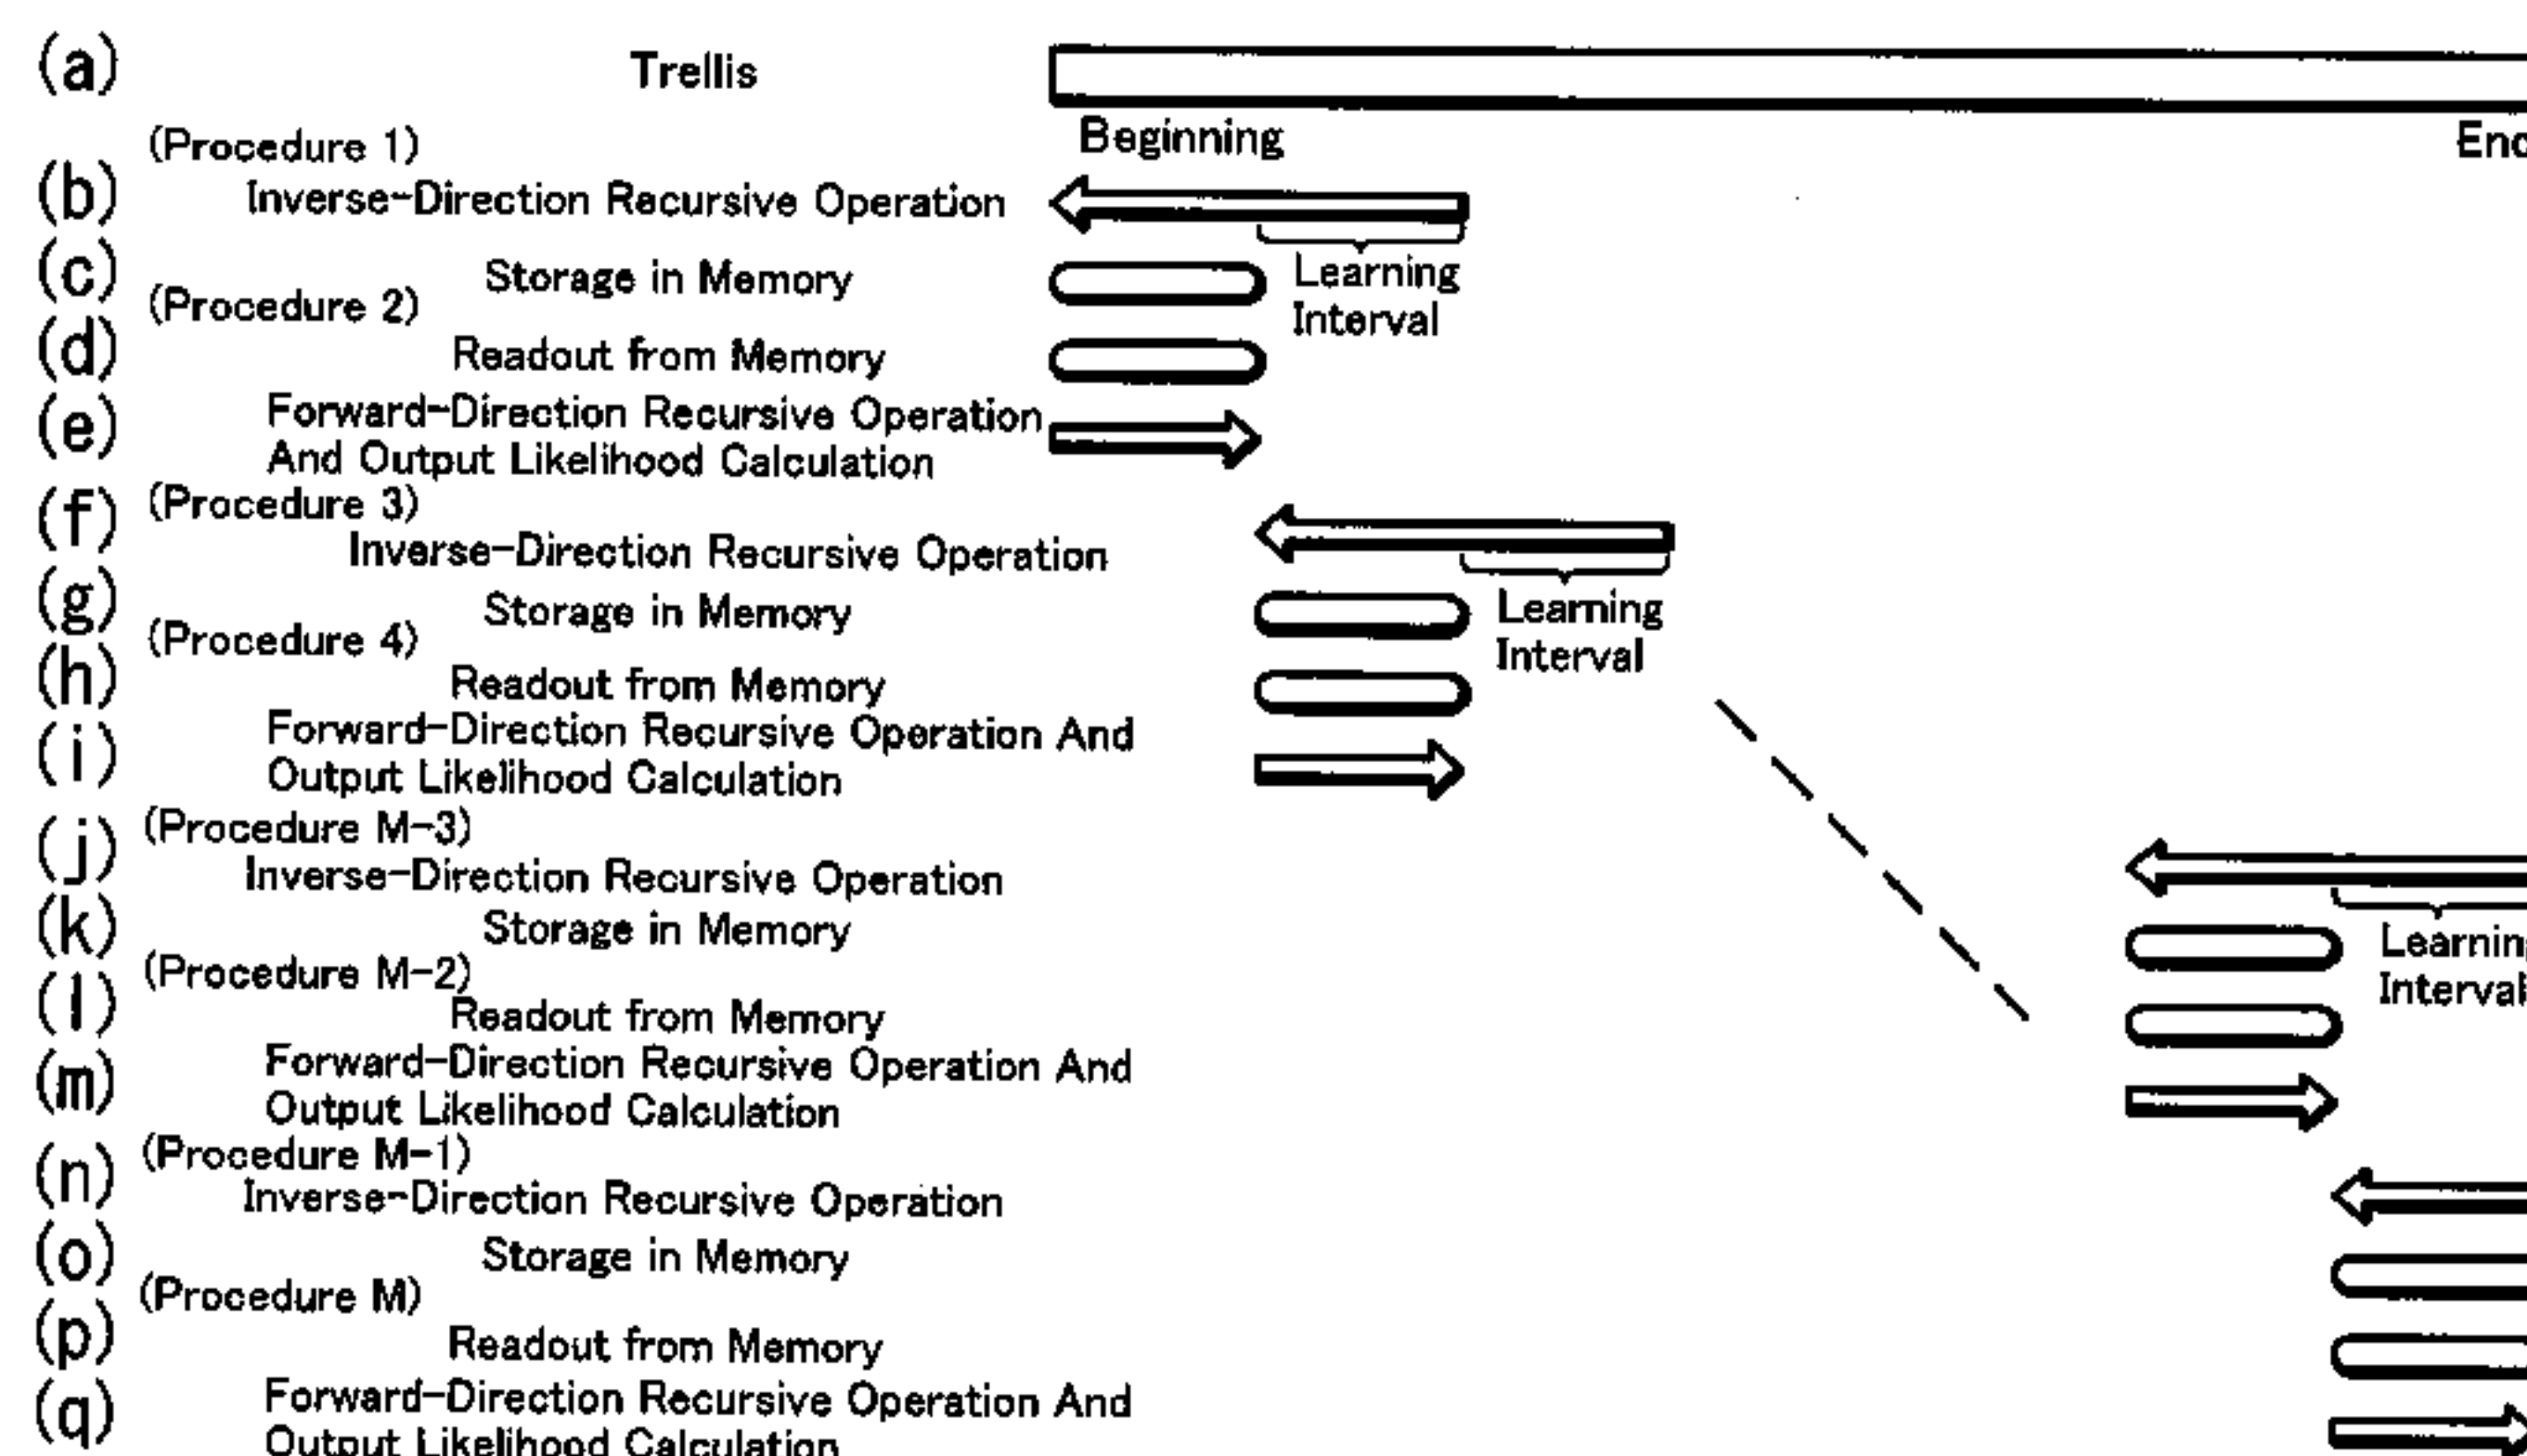 (a) Trellis
Beginning
(Procedure 1)
(b) Inverse-Direction Recursive Operation
(c) Storage in Memory
Learning
Interval
(Procedure 2)
(d) Readout from Memory
(e) Forward-Direction Recursive Operation
And Output Likelihood Calculation
(f) (Procedure 3)
Inverse-Direction Recursive Operation
(g) Storage in Memory
Learning
Interval
(Procedure 4)
(h) Readout from Memory
(i) Forward-Direction Recursive Operation And
Output Likelihood Calculation
(j) (Procedure M-3)
Inverse-Direction Recursive Operation
(k) Storage in Memory
Interval
(Procedure M-2)
(l) Readout from Memory
(m) Forward-Direction Recursive Operation And
Output Likelihood Calculation
(n) (Procedure M-1)
Inverse-Direction Recursive Operation
(o) Storage in Memory
(Procedure M)
(p) Readout from Memory
(q) Forward-Direction Recursive Operation And
Output Likelihood Calculation